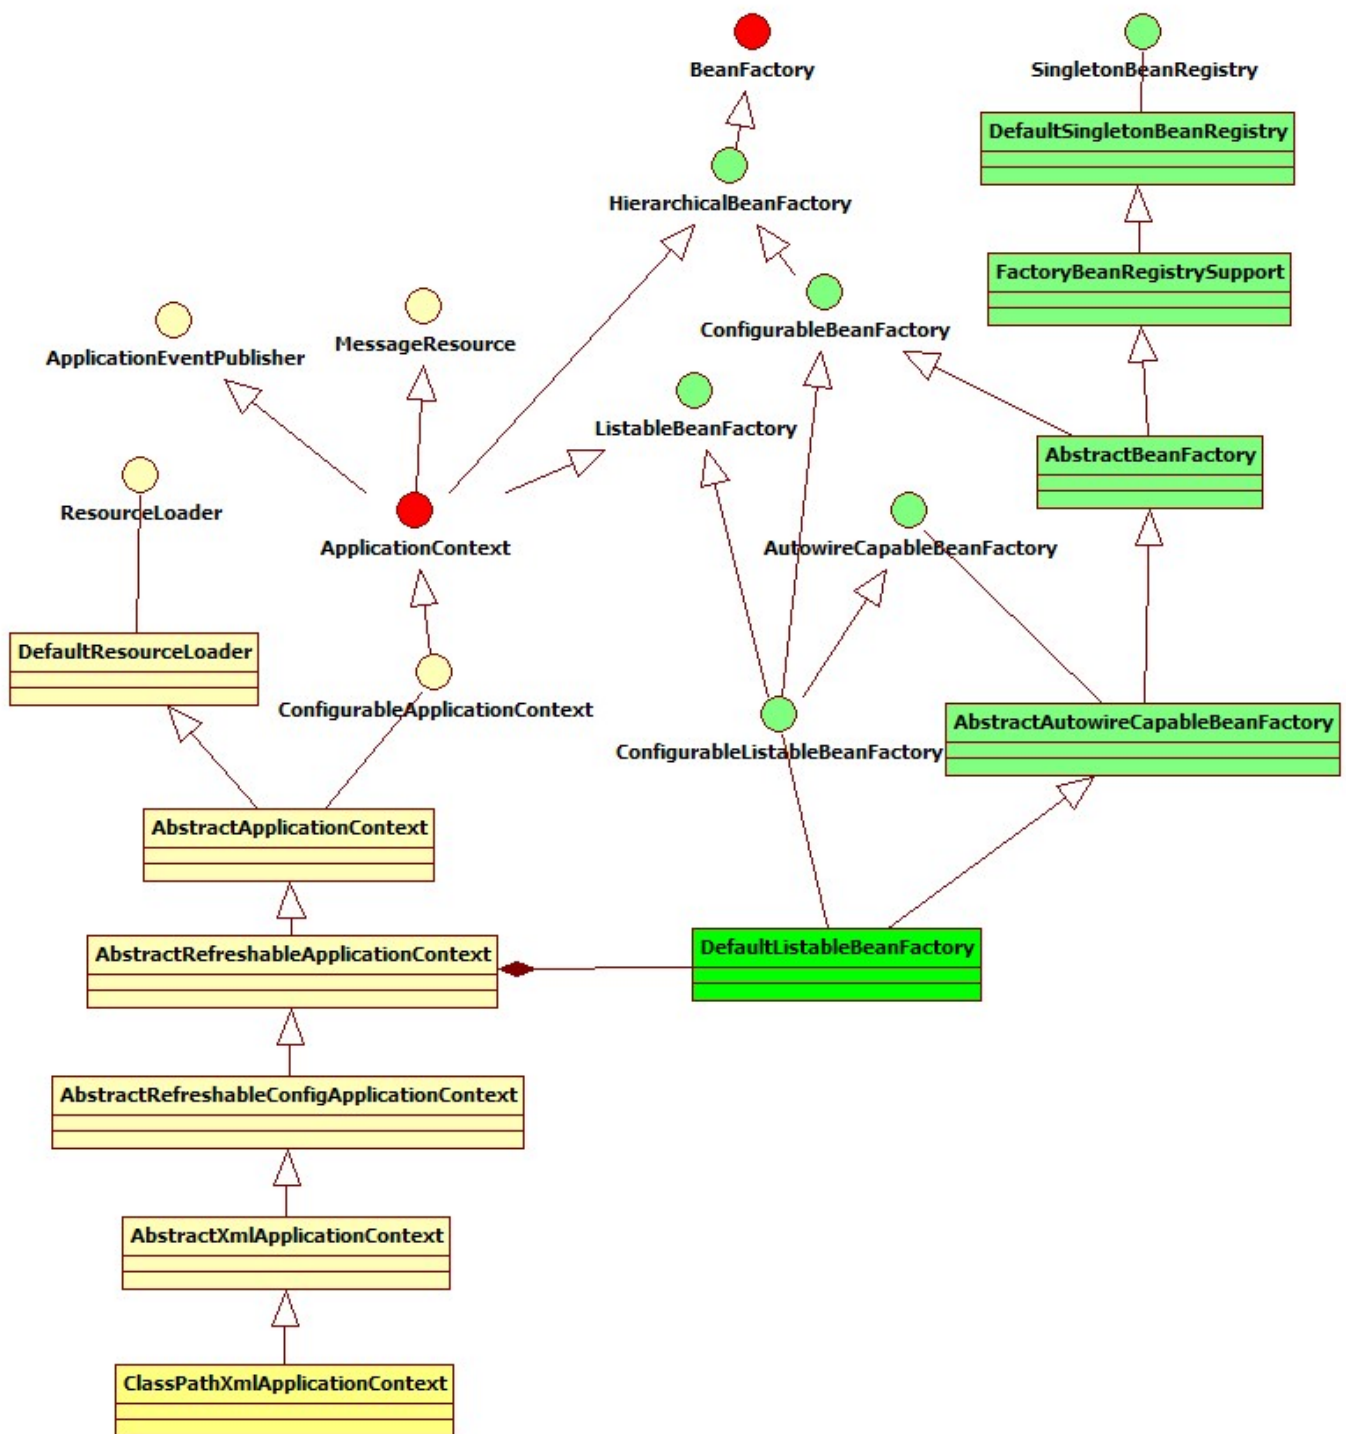 BeanFactory
SingletonBeanRegistry
DefaultSingletonBeanRegistry
HierarchicalBeanFactory
FactoryBeanRegistrySupport
ConfigurableBeanFactory
MessageResource
ApplicationEventPublisher
ListableBeanFactory
AbstractBeanFactory
ResourceLoader
ApplicationContext
AutowireCapableBeanFactory
DefaultResourceLoader
ConfigurableApplicationContext
AbstractAutowireCapableBeanFactory
ConfigurableListableBeanFactory
AbstractApplicationContext
AbstractRefreshableApplicationContext
DefaultListableBeanFactory
AbstractRefreshableConfigApplicationContext
AbstractXmlApplicationContext
ClassPathXmlApplicationContext